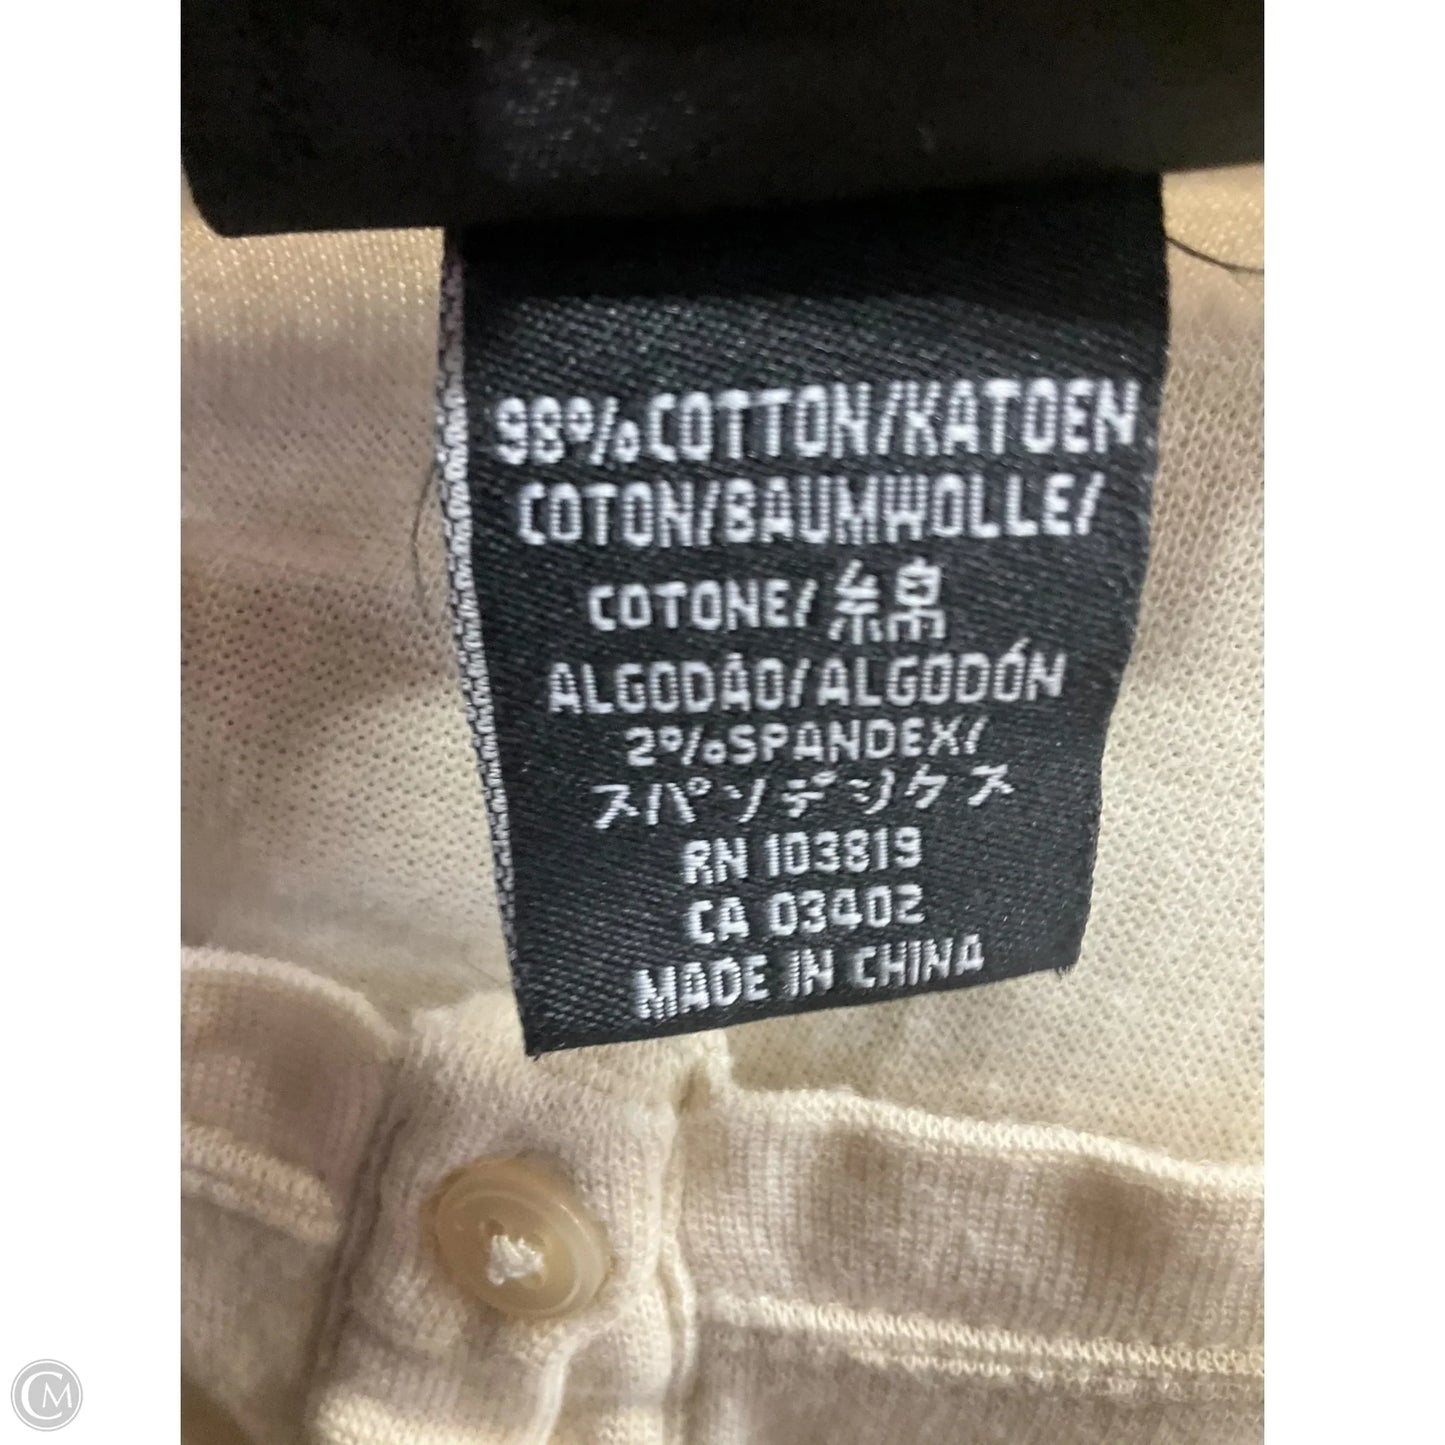 98% COTTON/KATOEN
COTON/BAUMWOLLE/
COTONE/綿
ALGODÃO/ALGODÓN
2%SPANDEX/
スパンデックス
RN 103819
CA 03402
MADE IN CHINA
CM